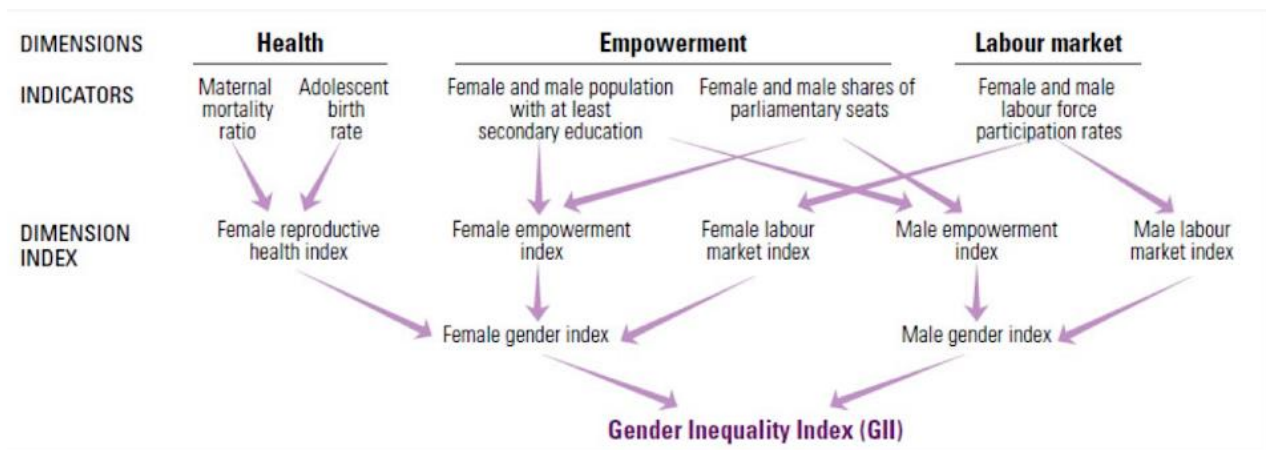 DIMENSIONS Health Empowerment Labour market
INDICATORS
Maternal
mortality
ratio
Adolescent
birth
rate
Female and male population
with at least
secondary education
Female and male shares of
parliamentary seats
Female and male
labour force
participation rates
DIMENSION
INDEX
Female reproductive
health index
Female empowerment
index
Female labour
market index
Male empowerment
index
Male labour
market index
Female gender index
Male gender index
Gender Inequality Index (GII)